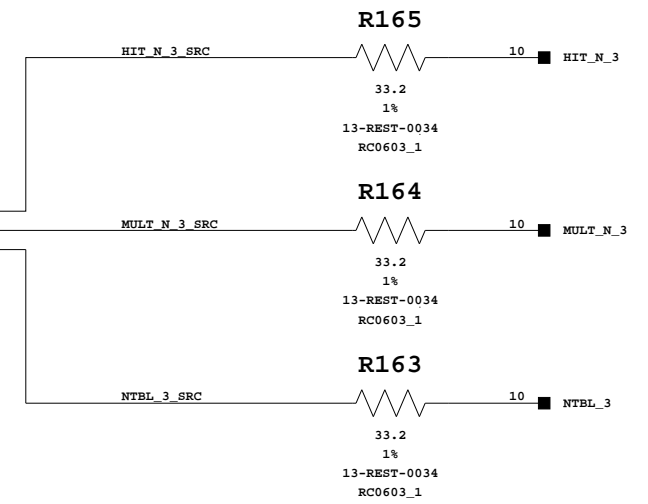 R165
HIT_N_3_SRC 10 HIT_N_3
33.2
1%
13-REST-0034
RC0603_1
R164
MULT_N_3_SRC 10 MULT_N_3
33.2
1%
13-REST-0034
RC0603_1
R163
NTBL_3_SRC 10 NTBL_3
33.2
1%
13-REST-0034
RC0603_1